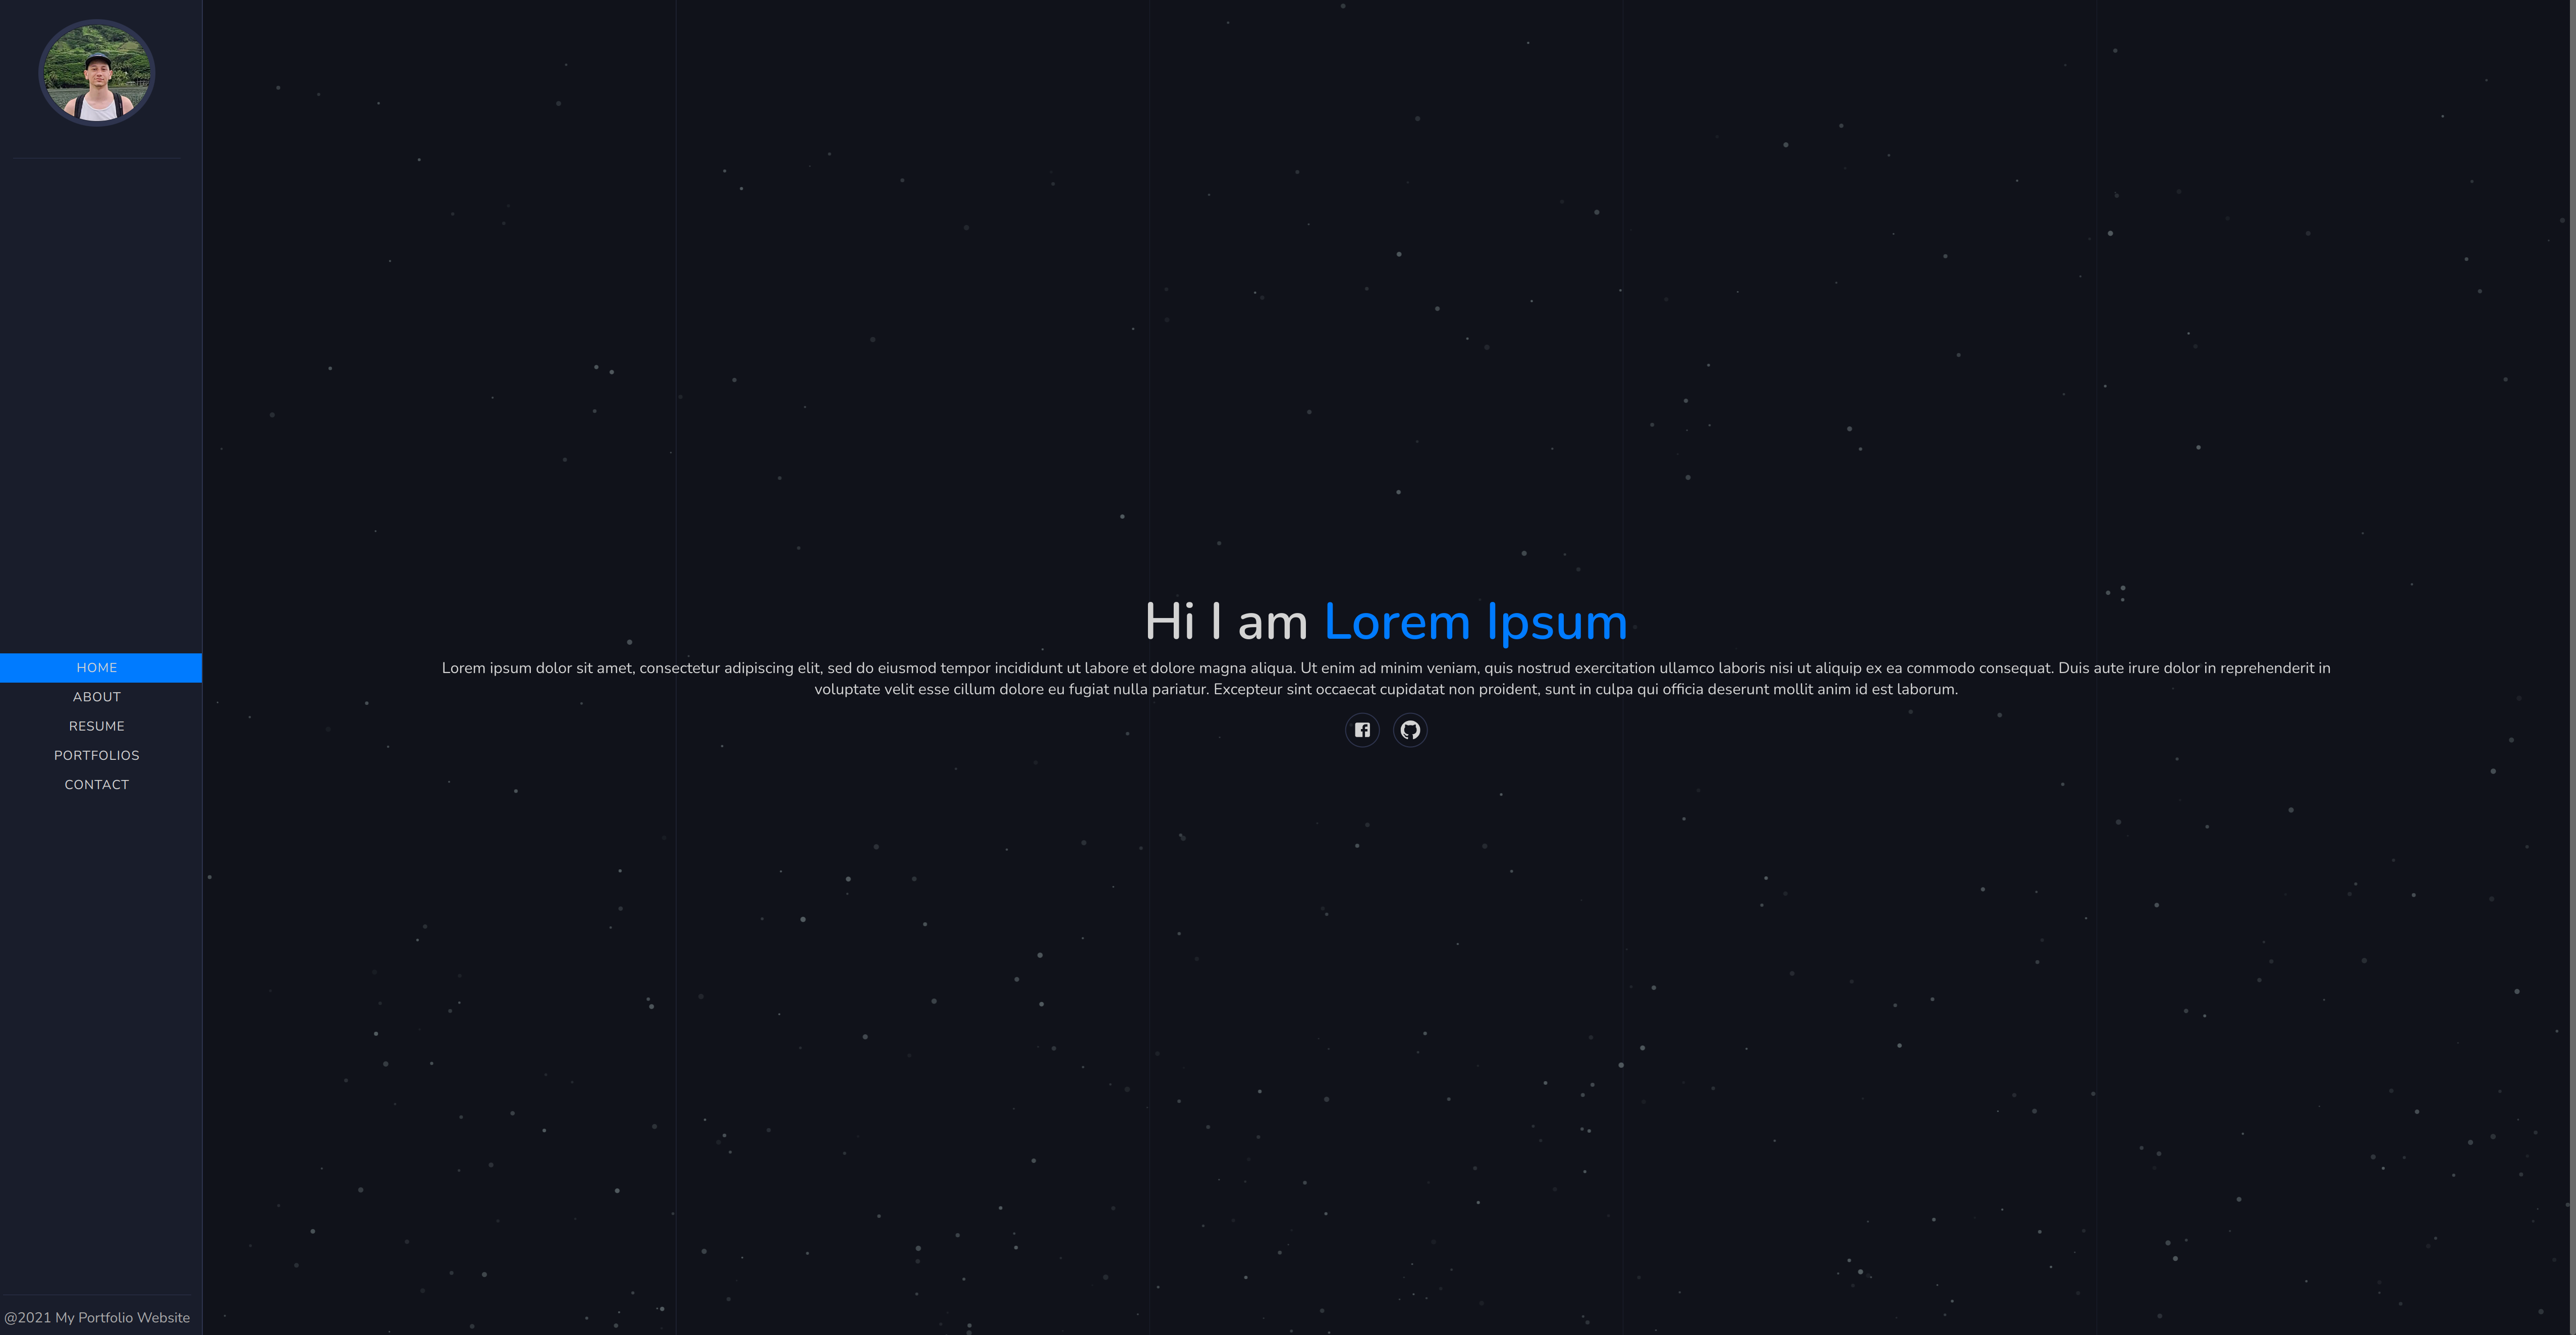 HOME
ABOUT
RESUME
PORTFOLIOS
CONTACT
@2021 My Portfolio Website
Hi I am Lorem Ipsum
Lorem ipsum dolor sit amet, consectetur adipiscing elit, sed do eiusmod tempor incididunt ut labore et dolore magna aliqua. Ut enim ad minim veniam, quis nostrud exercitation ullamco laboris nisi ut aliquip ex ea commodo consequat. Duis aute irure dolor in reprehenderit in
voluptate velit esse cillum dolore eu fugiat nulla pariatur. Excepteur sint occaecat cupidatat non proident, sunt in culpa qui officia deserunt mollit anim id est laborum.